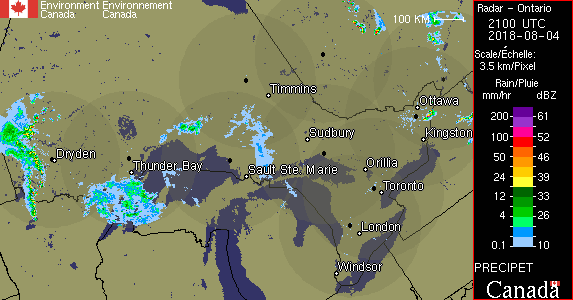 Environment Environnement
Canada Canada
100 KM
Timmins
Ottawa
Sudbury
Kingston
Dryden
Thunder Bay
Sault Ste. Marie
Orillia
Toronto
London
Windsor
Radar - Ontario
2100 UTC
2018-08-04
Scale/Échelle:
3.5 km/Pixel
Rain/Pluie
mm/hr dBZ
200 61
100 52
50 46
24 39
12 33
4 26
0.1 10
PRECIPET
Canada